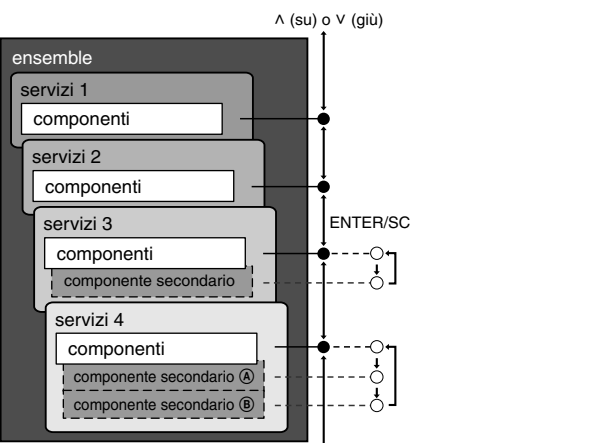 ∧ (su) o ∨ (giù)
ensemble
servizi 1
componenti
servizi 2
componenti
servizi 3
ENTER/SC
componenti
componente secondario
servizi 4
componenti
componente secondario Ⓐ
componente secondario Ⓑ